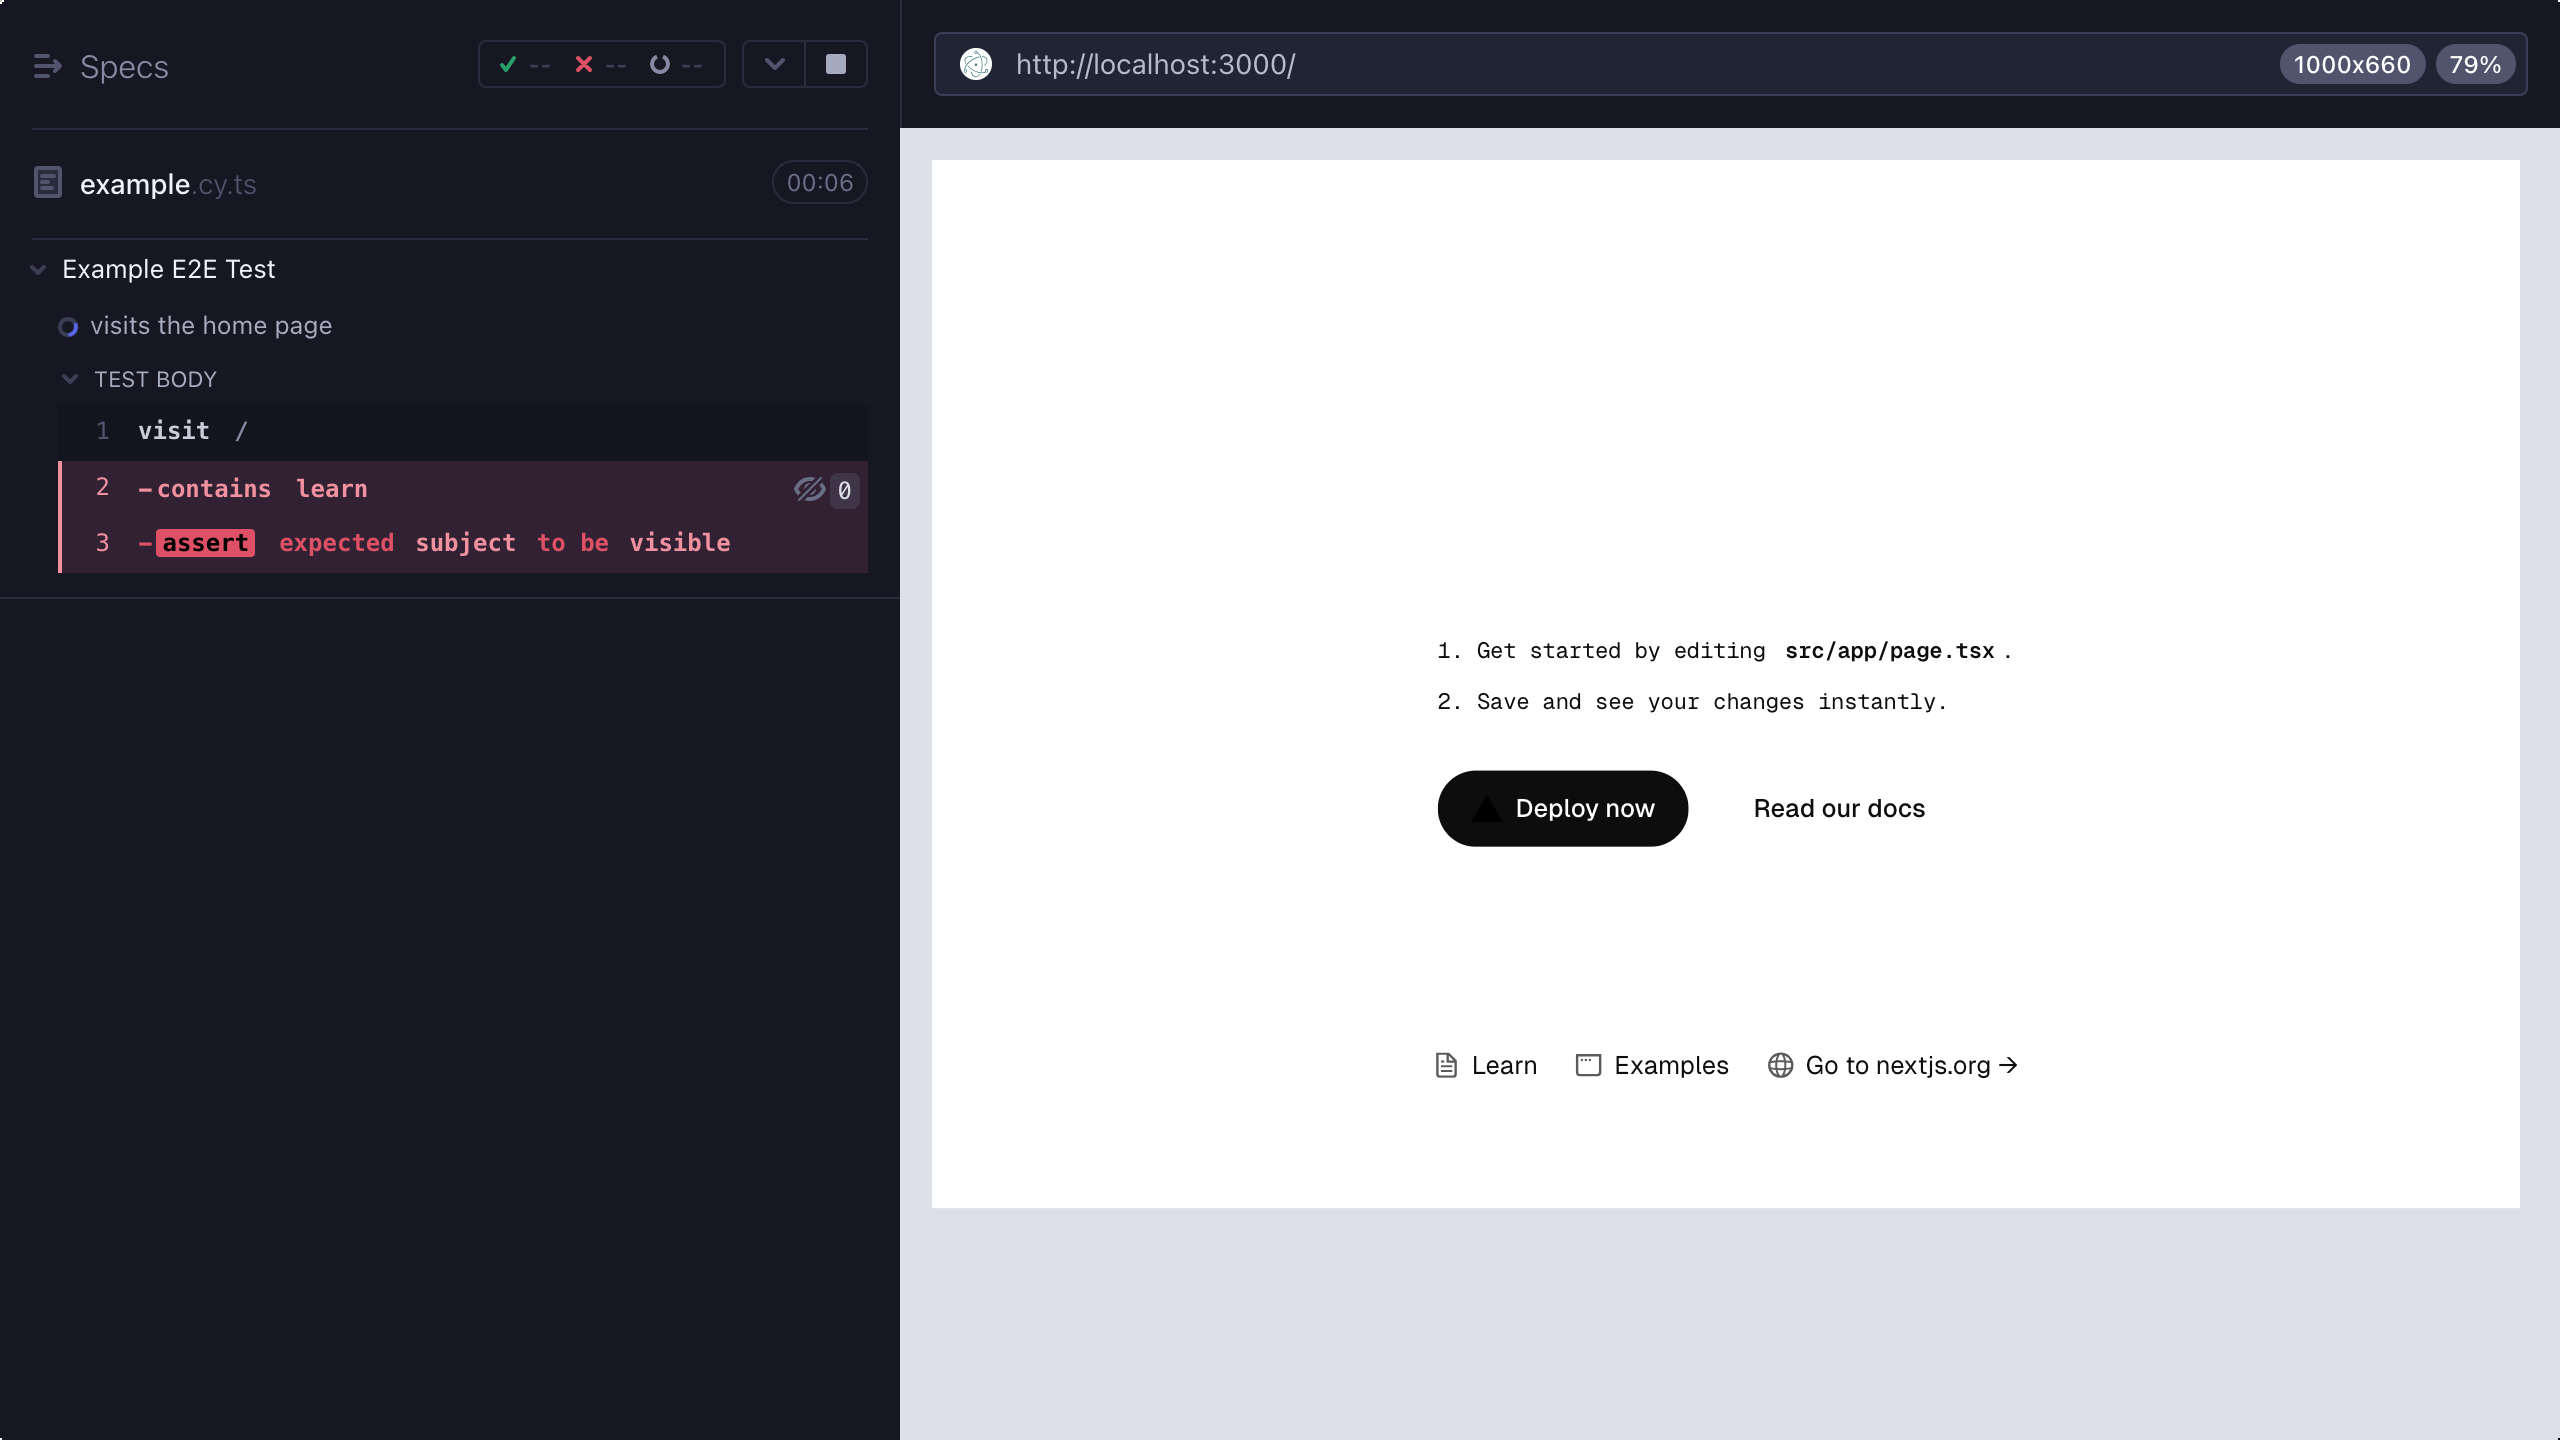 Specs
-- -- --
example.cy.ts
00:06
Example E2E Test
visits the home page
TEST BODY
1 visit /
2 -contains learn 0
3 -assert expected subject to be visible
http://localhost:3000/
1000x660
79%
1. Get started by editing src/app/page.tsx.
2. Save and see your changes instantly.
Deploy now
Read our docs
Learn
Examples
Go to nextjs.org →